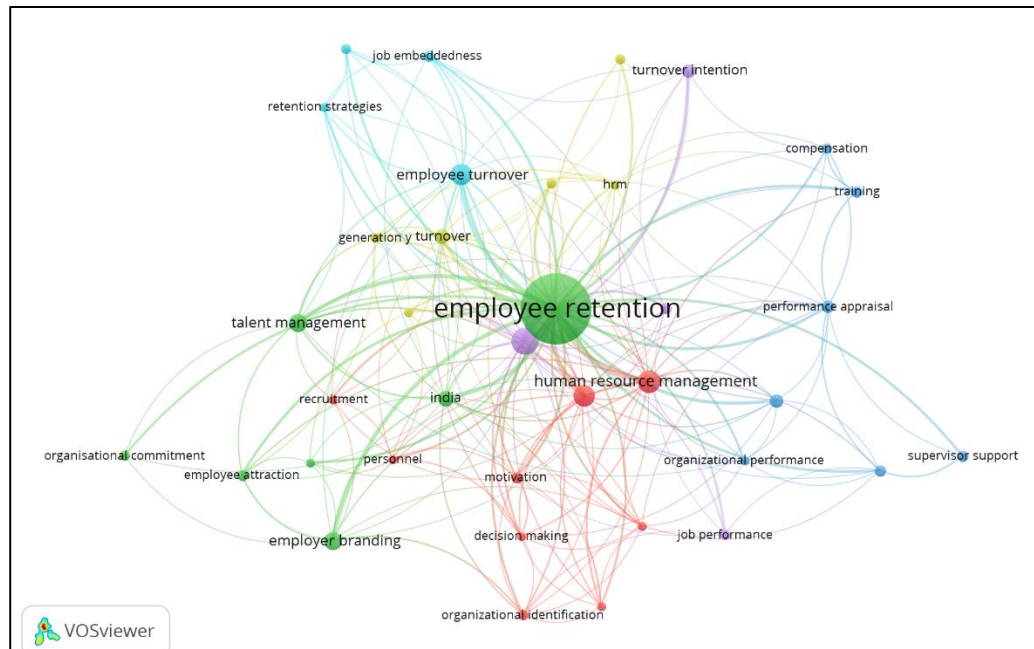 job embeddedness
turnover intention
retention strategies
compensation
employee turnover
hrm
training
generation y
turnover
employee retention
performance appraisal
talent management
human resource management
recruitment
india
organisational commitment
personnel
organizational performance
supervisor support
employee attraction
motivation
employer branding
decision making
job performance
organizational identification
VOSviewer